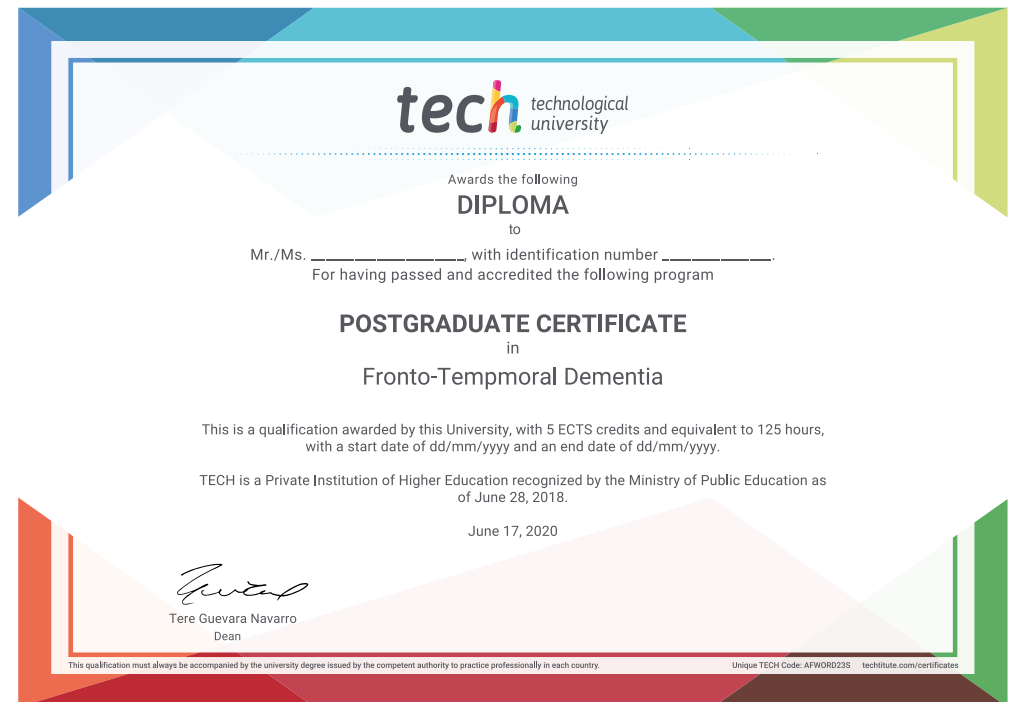 tech technological
university
Awards the following
DIPLOMA
to
Mr./Ms. __________________, with identification number _____________.
For having passed and accredited the following program
POSTGRADUATE CERTIFICATE
in
Fronto-Tempmoral Dementia
This is a qualification awarded by this University, with 5 ECTS credits and equivalent to 125 hours,
with a start date of dd/mm/yyyy and an end date of dd/mm/yyyy.
TECH is a Private Institution of Higher Education recognized by the Ministry of Public Education as
of June 28, 2018.
June 17, 2020
Tere Guevara Navarro
Dean
This qualification must always be accompanied by the university degree issued by the competent authority to practice professionally in each country.
Unique TECH Code: AFWORD23S techtitute.com/certificates